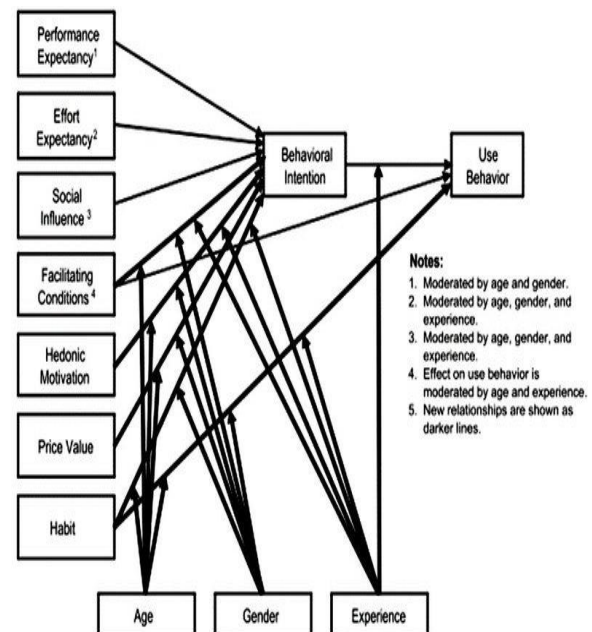 Performance
Expectancy1
Effort
Expectancy2
Social
Influence 3
Facilitating
Conditions 4
Hedonic
Motivation
Price Value
Habit
Behavioral
Intention
Use
Behavior
Notes:
1. Moderated by age and gender.
2. Moderated by age, gender, and
experience.
3. Moderated by age, gender, and
experience.
4. Effect on use behavior is
moderated by age and experience.
5. New relationships are shown as
darker lines.
Age
Gender
Experience